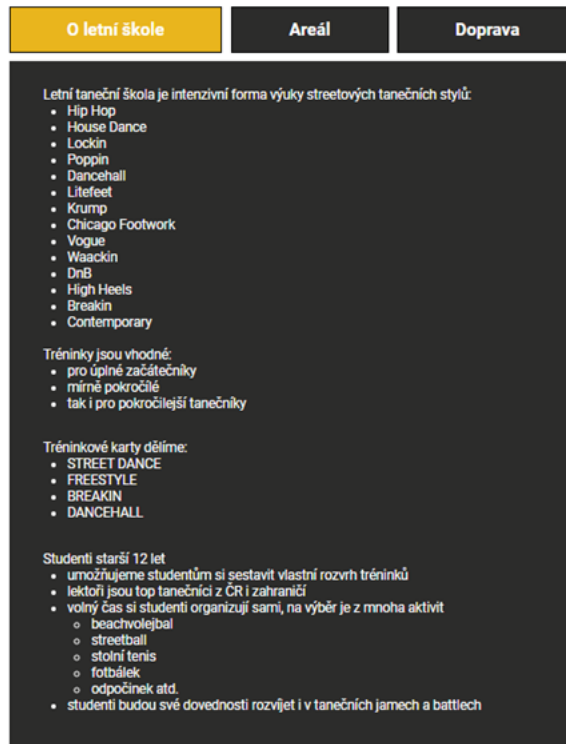 O letní škole
Areál
Doprava
Letní taneční škola je intenzivní forma výuky streetových tanečních stylů:
Hip Hop
House Dance
Lockin
Poppin
Dancehall
Litefeet
Krump
Chicago Footwork
Vogue
Waackin
DnB
High Heels
Breakin
Contemporary
Tréninky jsou vhodné:
pro úplné začátečníky
mírně pokročílé
tak i pro pokročilejší tanečníky
Tréninkové karty dělíme:
STREET DANCE
FREESTYLE
BREAKIN
DANCEHALL
Studenti starší 12 let
umožňujeme studentům si sestavit vlastní rozvrh tréninků
lektoři jsou top tanečníci z ČR i zahraničí
volný čas si studenti organizují sami, na výběr je z mnoha aktivit
beachvolejbal
streetball
stolní tenis
fotbálek
odpočinek atd.
studenti budou své dovednosti rozvíjet i v tanečních jamech a battlech